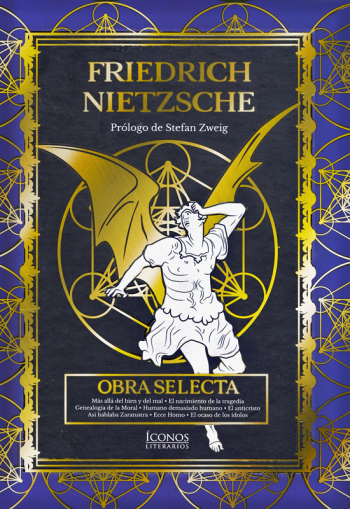 FRIEDRICH
NIETZSCHE
Prólogo de Stefan Zweig
OBRA SELECTA
Más allá del bien y del mal • El nacimiento de la tragedia
Genealogía de la Moral • Humano demasiado humano • El anticristo
Así hablaba Zaratustra • Ecce Homo • El ocaso de los ídolos
ÍCONOS
LITERARIOS